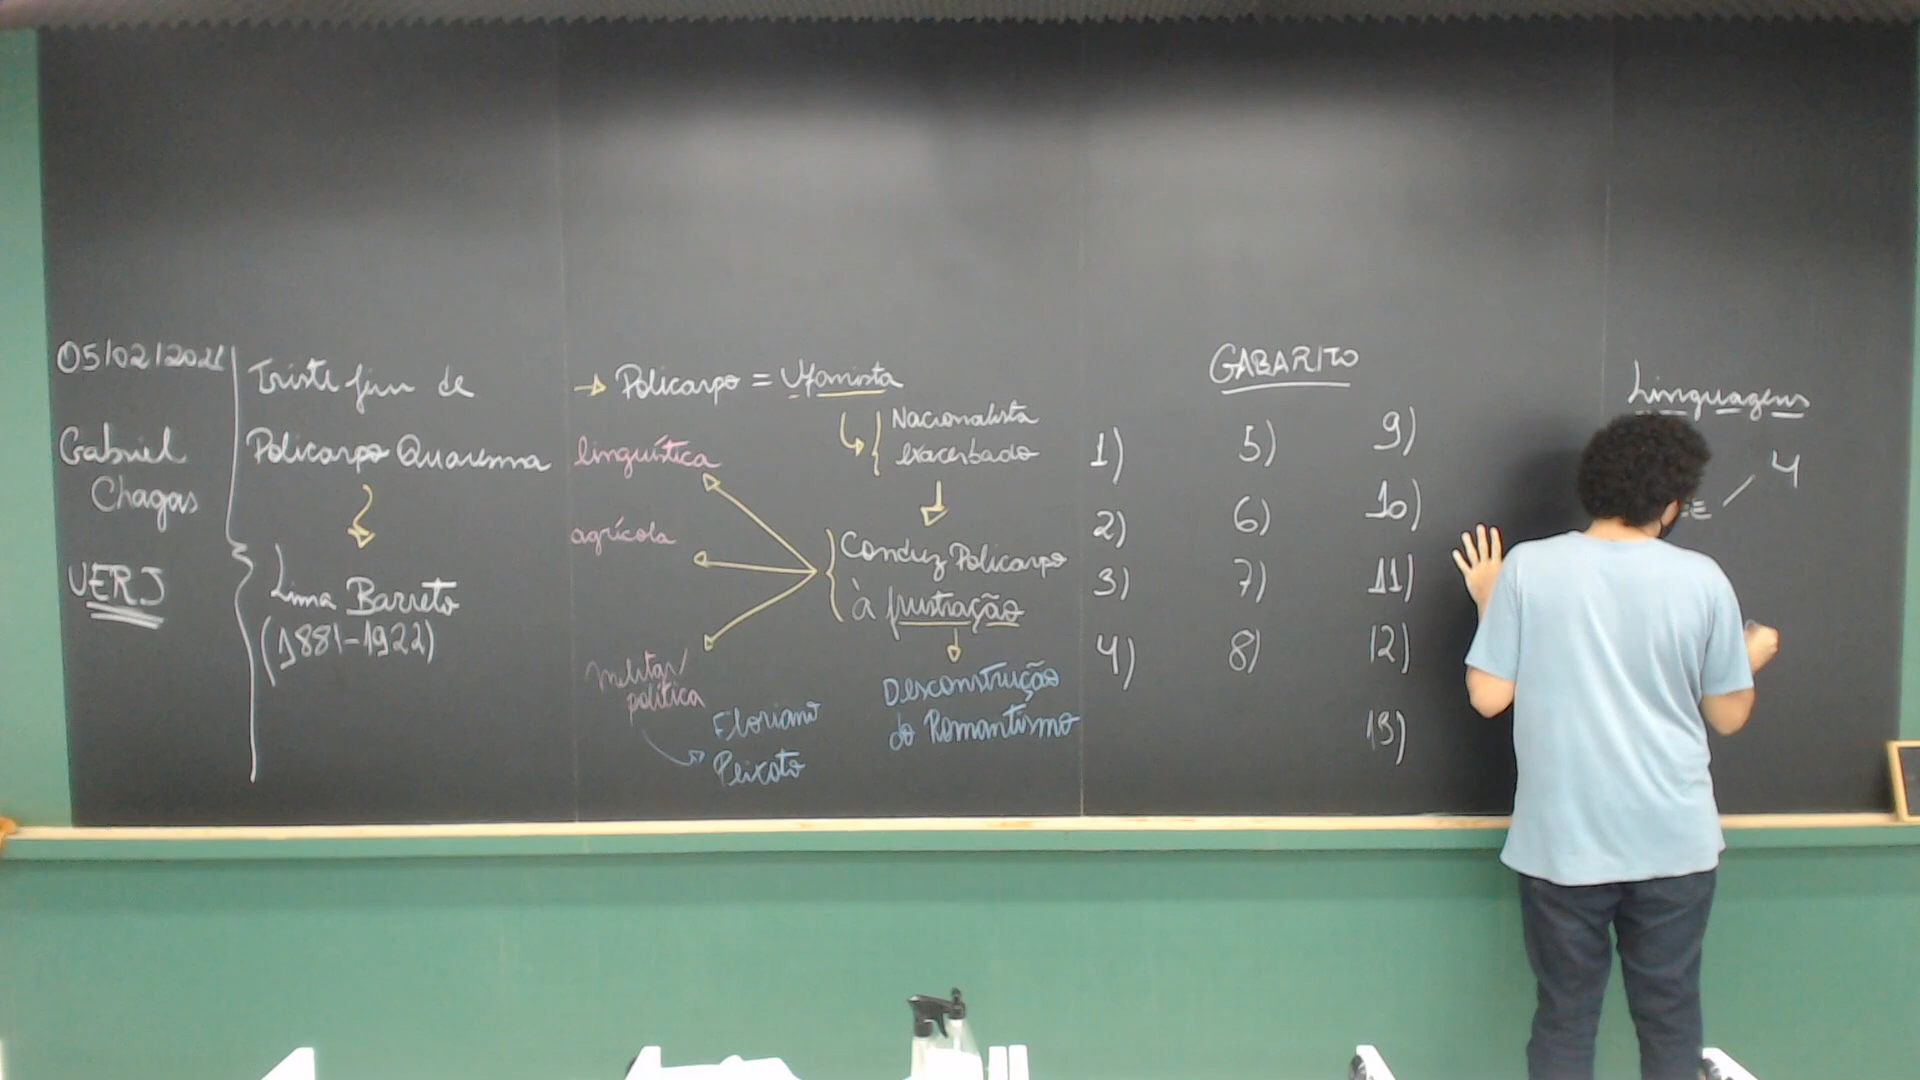 05/02/2021
Gabriel
Chagas
UERJ
Triste fim de
Policarpo Quaresma
Lima Barreto
(1881-1922)
→ Policarpo = Ufanista
Nacionalista
exacerbado
Conduz Policarpo
à frustração
Desconstrução
do Romantismo
linguística
agrícola
militar/
política
Floriano
Peixoto
GABARITO
1)
2)
3)
4)
5)
6)
7)
8)
9)
10)
11)
12)
13)
Linguagens
4